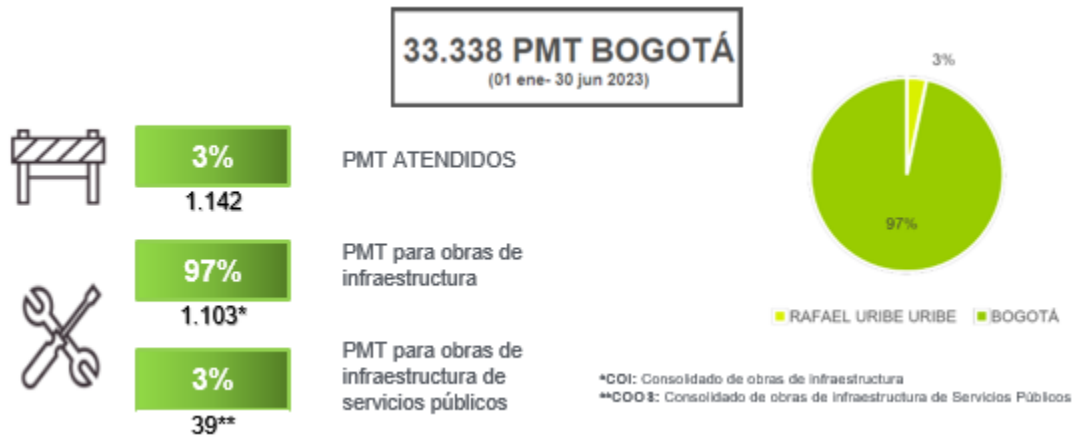 33.338 PMT BOGOTÁ
(01 ene- 30 jun 2023)
3%
PMT ATENDIDOS
1.142
97%
PMT para obras de
infraestructura
1.103*
3%
PMT para obras de
infraestructura de
servicios públicos
39**
3%
97%
RAFAEL URIBE URIBE
BOGOTÁ
*COI: Consolidado de obras de infraestructura
**COOS: Consolidado de obras de infraestructura de Servicios Públicos